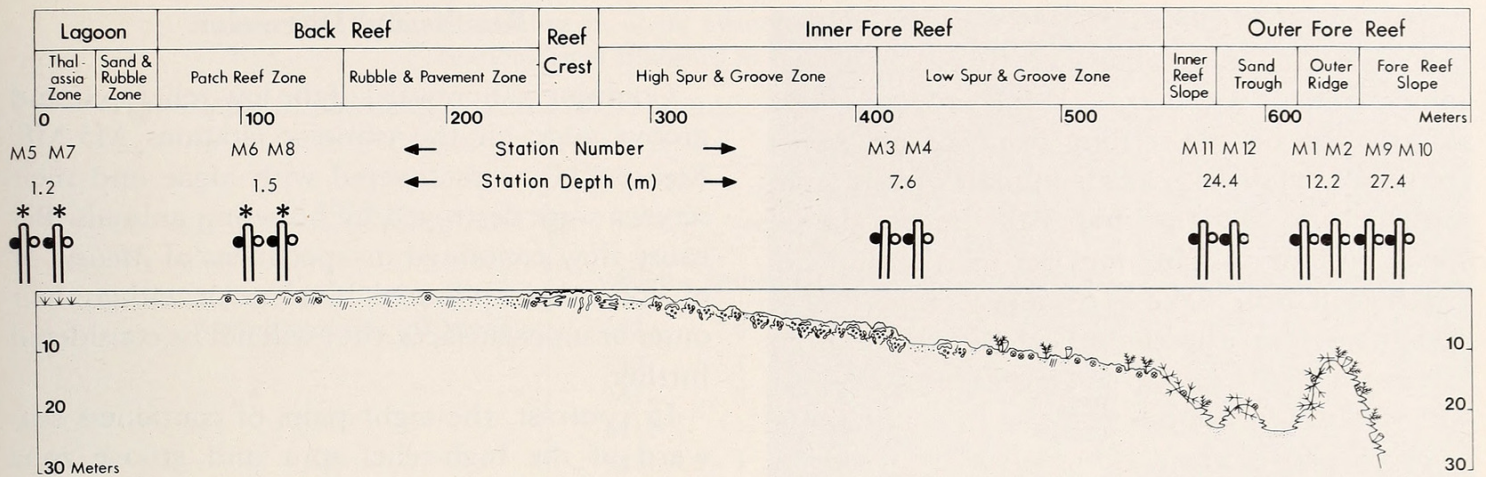 Lagoon Back Reef Reef Crest Inner Fore Reef Outer Fore Reef
Thal-assia Zone Sand & Rubble Zone Patch Reef Zone Rubble & Pavement Zone High Spur & Groove Zone Low Spur & Groove Zone Inner Reef Slope Sand Trough Outer Ridge Fore Reef Slope
0 100 200 300 400 500 600 Meters
M5 M7 M6 M8 ← Station Number → M3 M4 M11 M12 M1 M2 M9 M10
1.2 1.5 ← Station Depth (m) → 7.6 24.4 12.2 27.4
* * * *
10 10
20 20
30 Meters 30